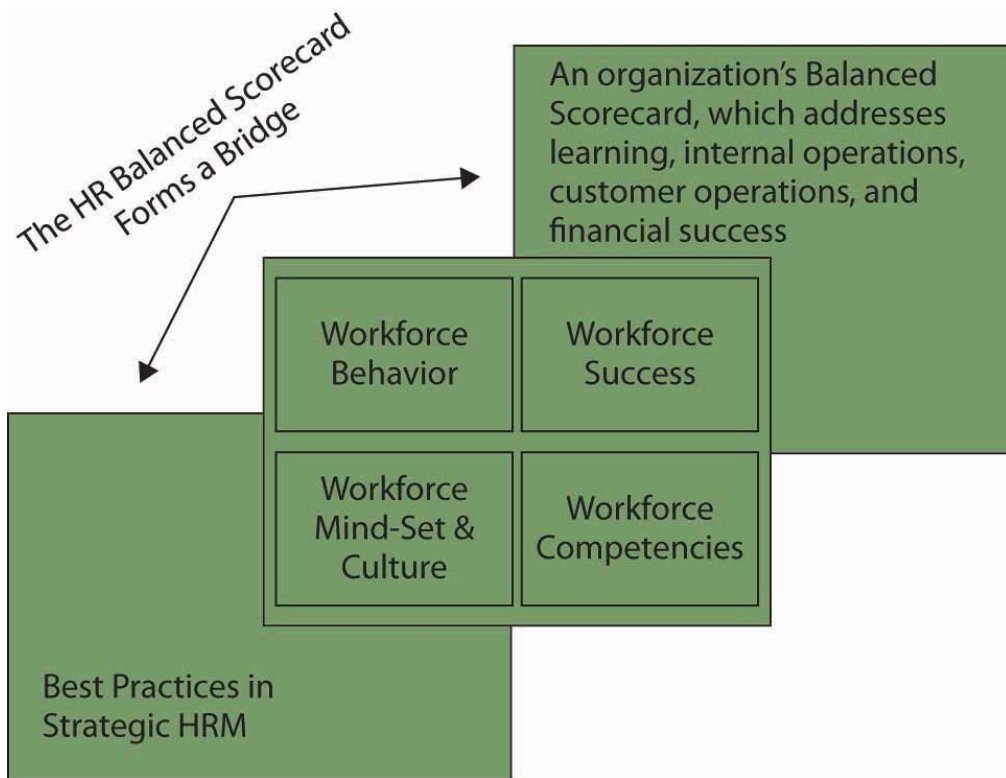 The HR Balanced Scorecard
Forms a Bridge
An organization’s Balanced
Scorecard, which addresses
learning, internal operations,
customer operations, and
financial success
Workforce
Behavior
Workforce
Success
Workforce
Mind-Set &
Culture
Workforce
Competencies
Best Practices in
Strategic HRM